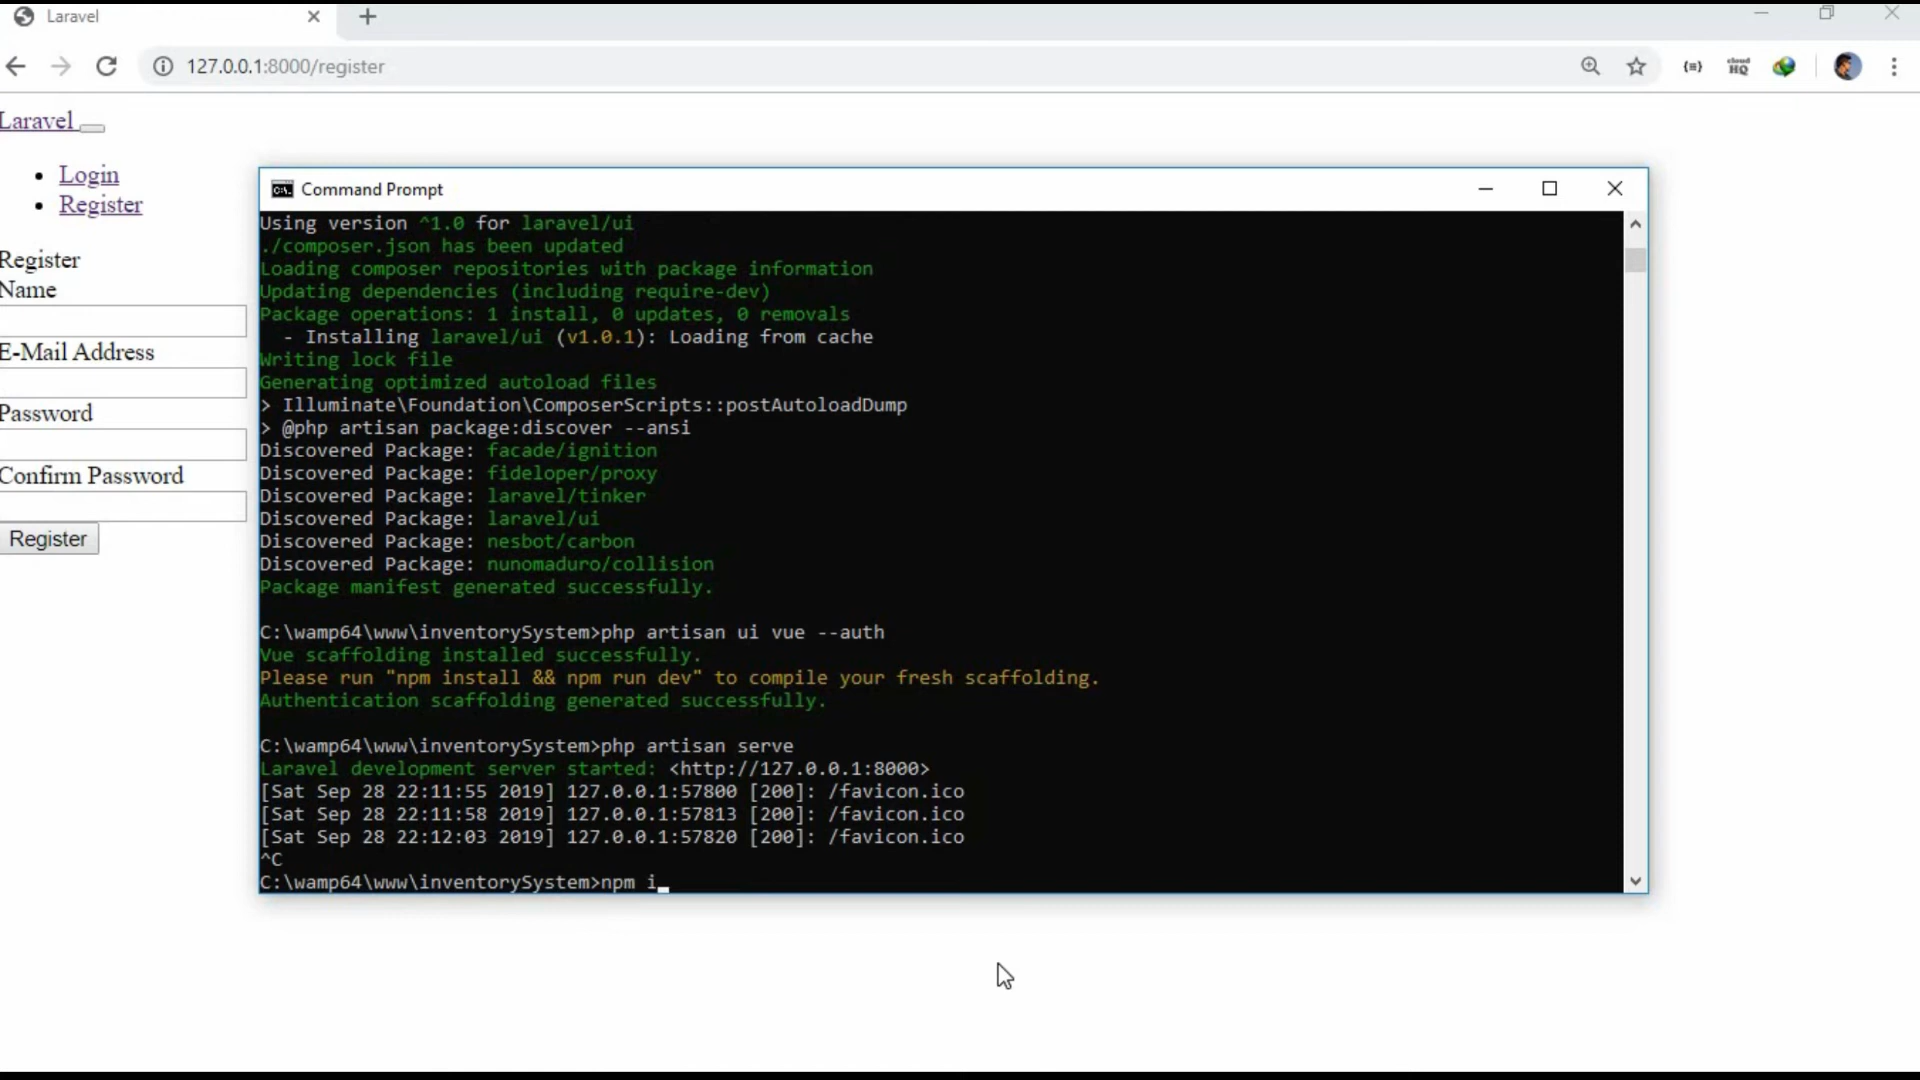 Laravel
127.0.0.1:8000/register
cloud HQ
Laravel
Login
Register
Register
Name
E-Mail Address
Password
Confirm Password
Register
Command Prompt
Using version ^1.0 for laravel/ui
./composer.json has been updated
Loading composer repositories with package information
Updating dependencies (including require-dev)
Package operations: 1 install, 0 updates, 0 removals
- Installing laravel/ui (v1.0.1): Loading from cache
Writing lock file
Generating optimized autoload files
> Illuminate\Foundation\ComposerScripts::postAutoloadDump
> @php artisan package:discover --ansi
Discovered Package: facade/ignition
Discovered Package: fideloper/proxy
Discovered Package: laravel/tinker
Discovered Package: laravel/ui
Discovered Package: nesbot/carbon
Discovered Package: nunomaduro/collision
Package manifest generated successfully.
C:\wamp64\www\inventorySystem>php artisan ui vue --auth
Vue scaffolding installed successfully.
Please run "npm install && npm run dev" to compile your fresh scaffolding.
Authentication scaffolding generated successfully.
C:\wamp64\www\inventorySystem>php artisan serve
Laravel development server started: <http://127.0.0.1:8000>
[Sat Sep 28 22:11:55 2019] 127.0.0.1:57800 [200]: /favicon.ico
[Sat Sep 28 22:11:58 2019] 127.0.0.1:57813 [200]: /favicon.ico
[Sat Sep 28 22:12:03 2019] 127.0.0.1:57820 [200]: /favicon.ico
^C
C:\wamp64\www\inventorySystem>npm i_